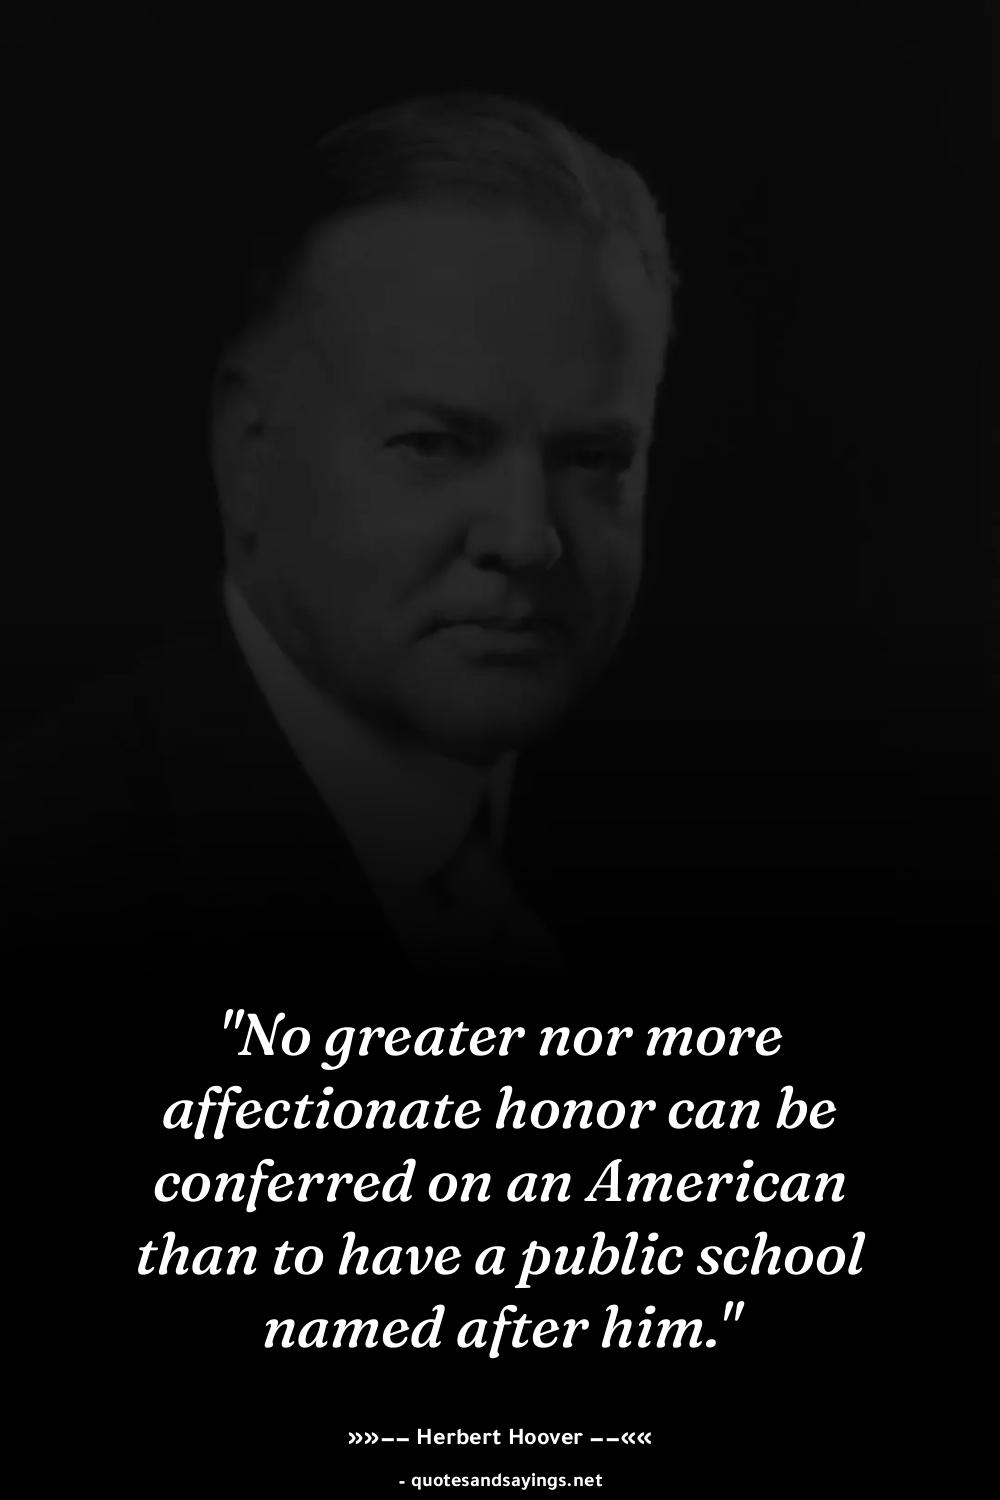 "No greater nor more
affectionate honor can be
conferred on an American
than to have a public school
named after him."
»»−− Herbert Hoover −−««
- quotesandsayings.net